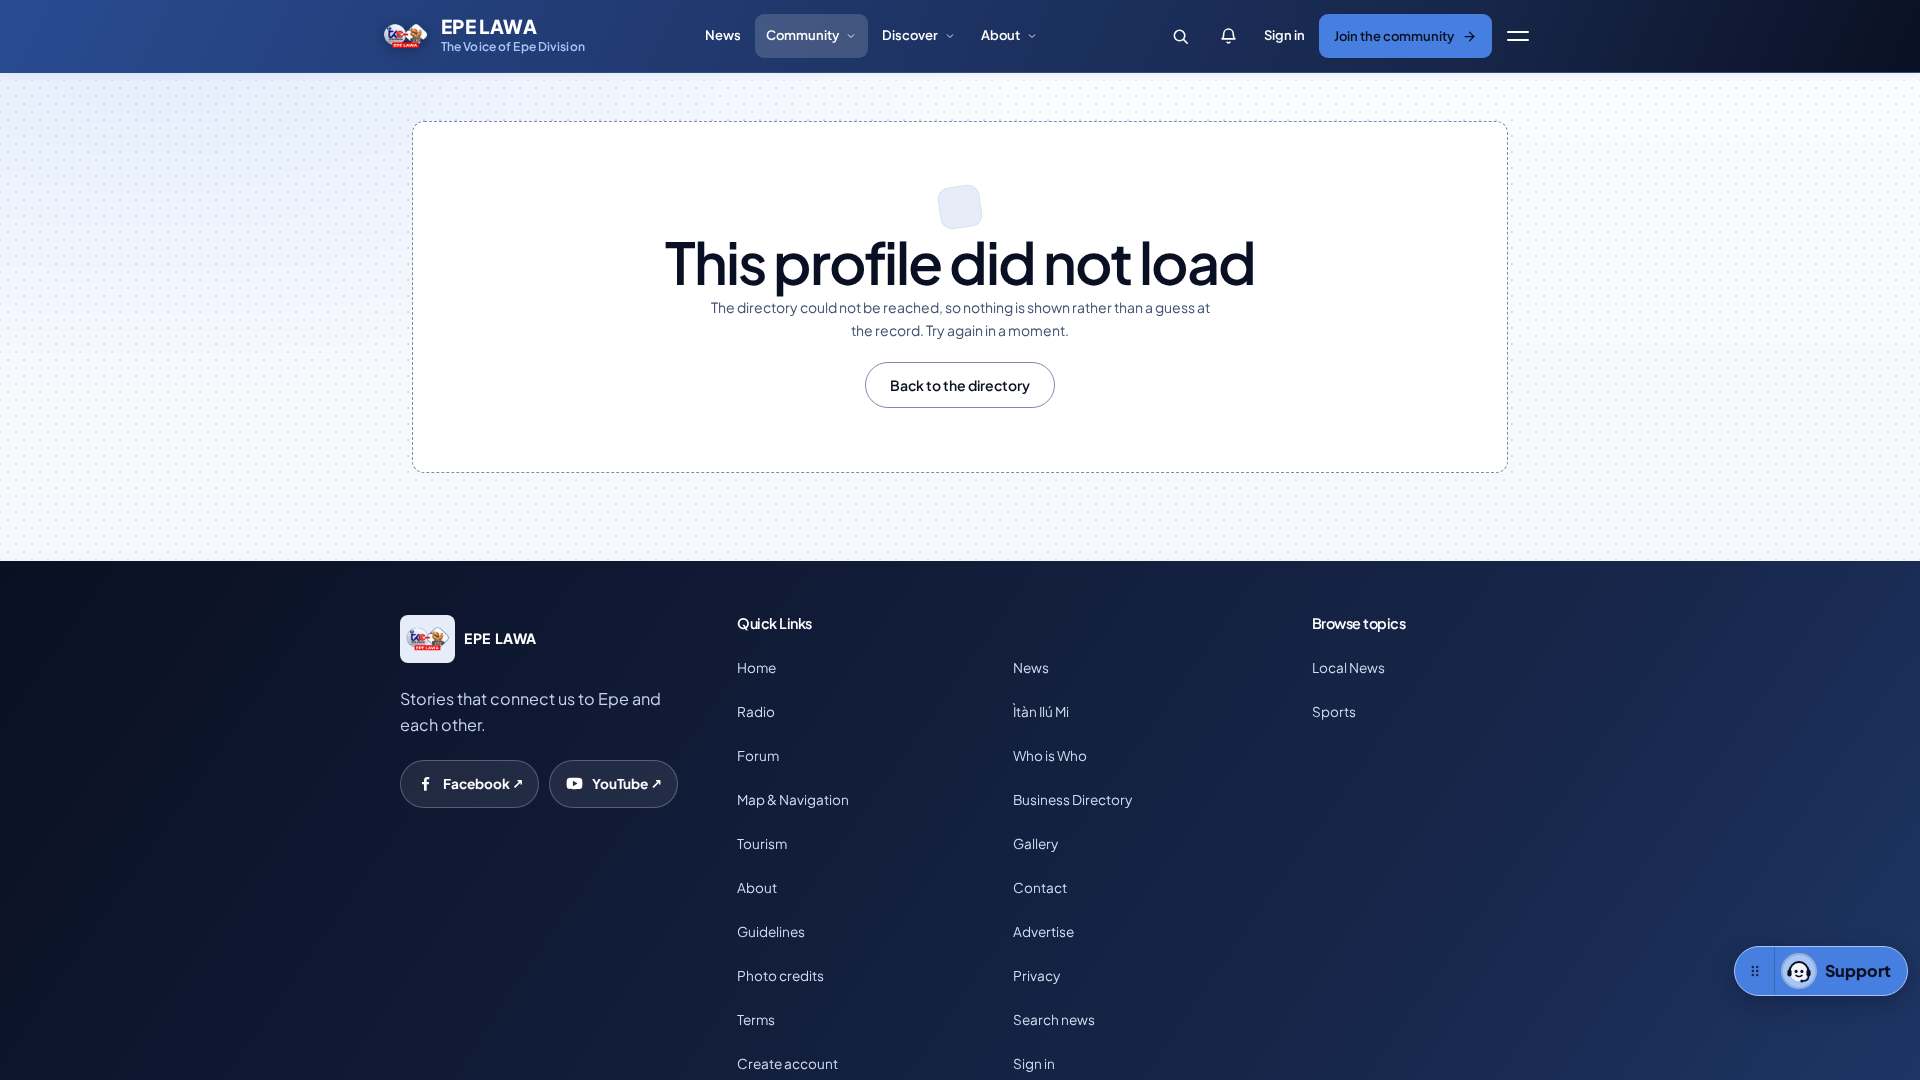 EPE LAWA
The Voice of Epe Division
News
Community
Discover
About
Sign in
Join the community
This profile did not load
The directory could not be reached, so nothing is shown rather than a guess at
the record. Try again in a moment.
Back to the directory
EPE LAWA
EPE LAWA
Stories that connect us to Epe and
each other.
Facebook ↗
YouTube ↗
Quick Links
Home
News
Radio
Ìtàn Ilú Mi
Forum
Who is Who
Map & Navigation
Business Directory
Tourism
Gallery
About
Contact
Guidelines
Advertise
Photo credits
Privacy
Terms
Search news
Create account
Sign in
Browse topics
Local News
Sports
Support